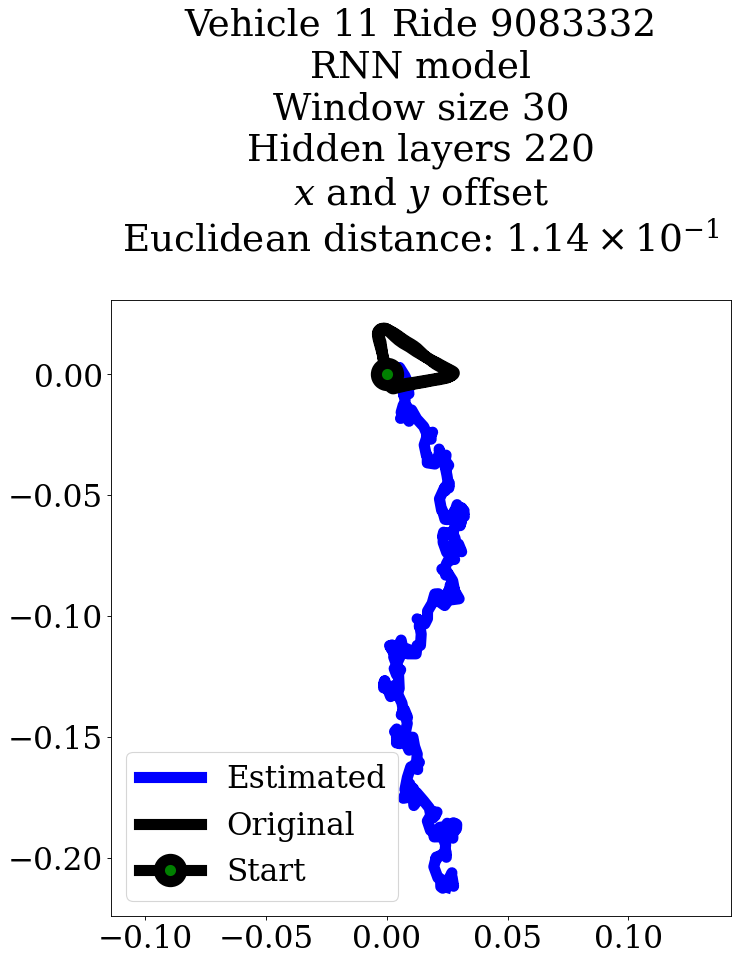 Vehicle 11 Ride 9083332
RNN model
Window size 30
Hidden layers 220
x and y offset
Euclidean distance: 1.14 × 10⁻¹
0.00
−0.05
−0.10
−0.15
−0.20
Estimated
Original
Start
−0.10 −0.05 0.00 0.05 0.10